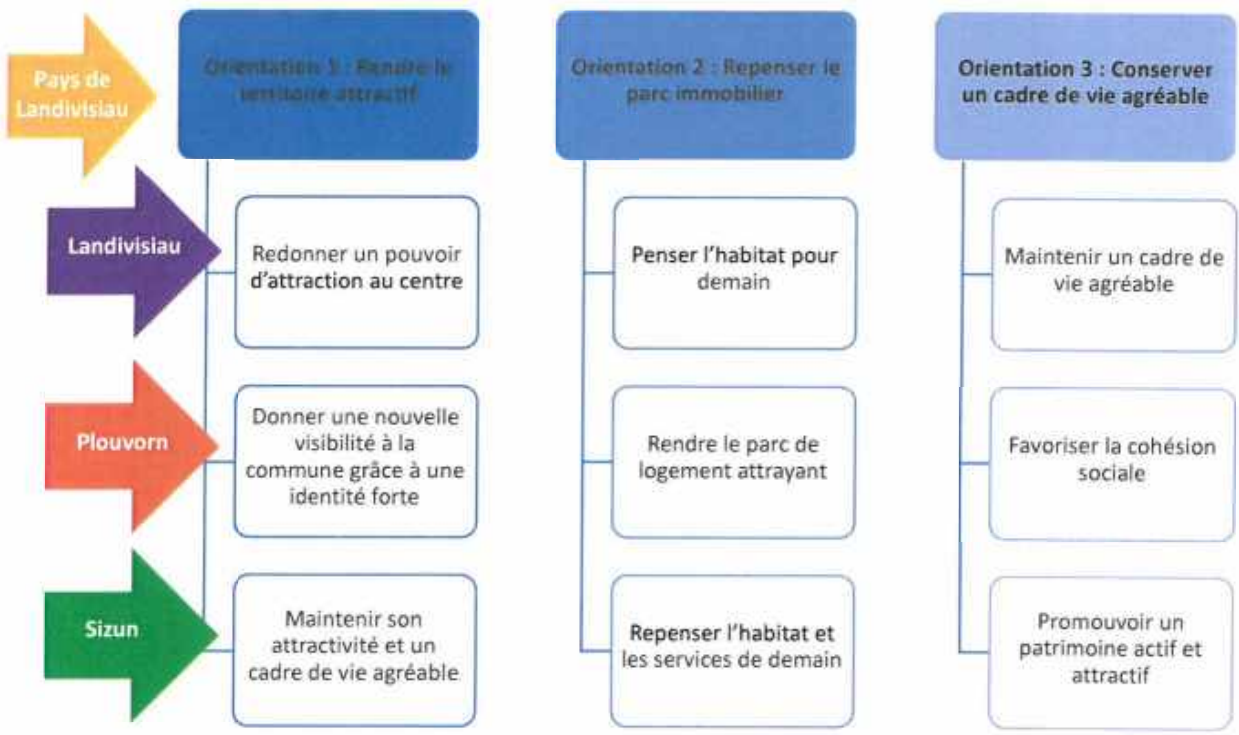 Pays de
Landivisiau
Orientation 1 : Rendre le
territoire attractif
Orientation 2 : Repenser le
parc immobilier
Orientation 3 : Conserver
un cadre de vie agréable
Landivisiau
Redonner un pouvoir
d'attraction au centre
Penser l'habitat pour
demain
Maintenir un cadre de
vie agréable
Plouvorn
Donner une nouvelle
visibilité à la
commune grâce à une
identité forte
Rendre le parc de
logement attrayant
Favoriser la cohésion
sociale
Sizun
Maintenir son
attractivité et un
cadre de vie agréable
Repenser l'habitat et
les services de demain
Promouvoir un
patrimoine actif et
attractif